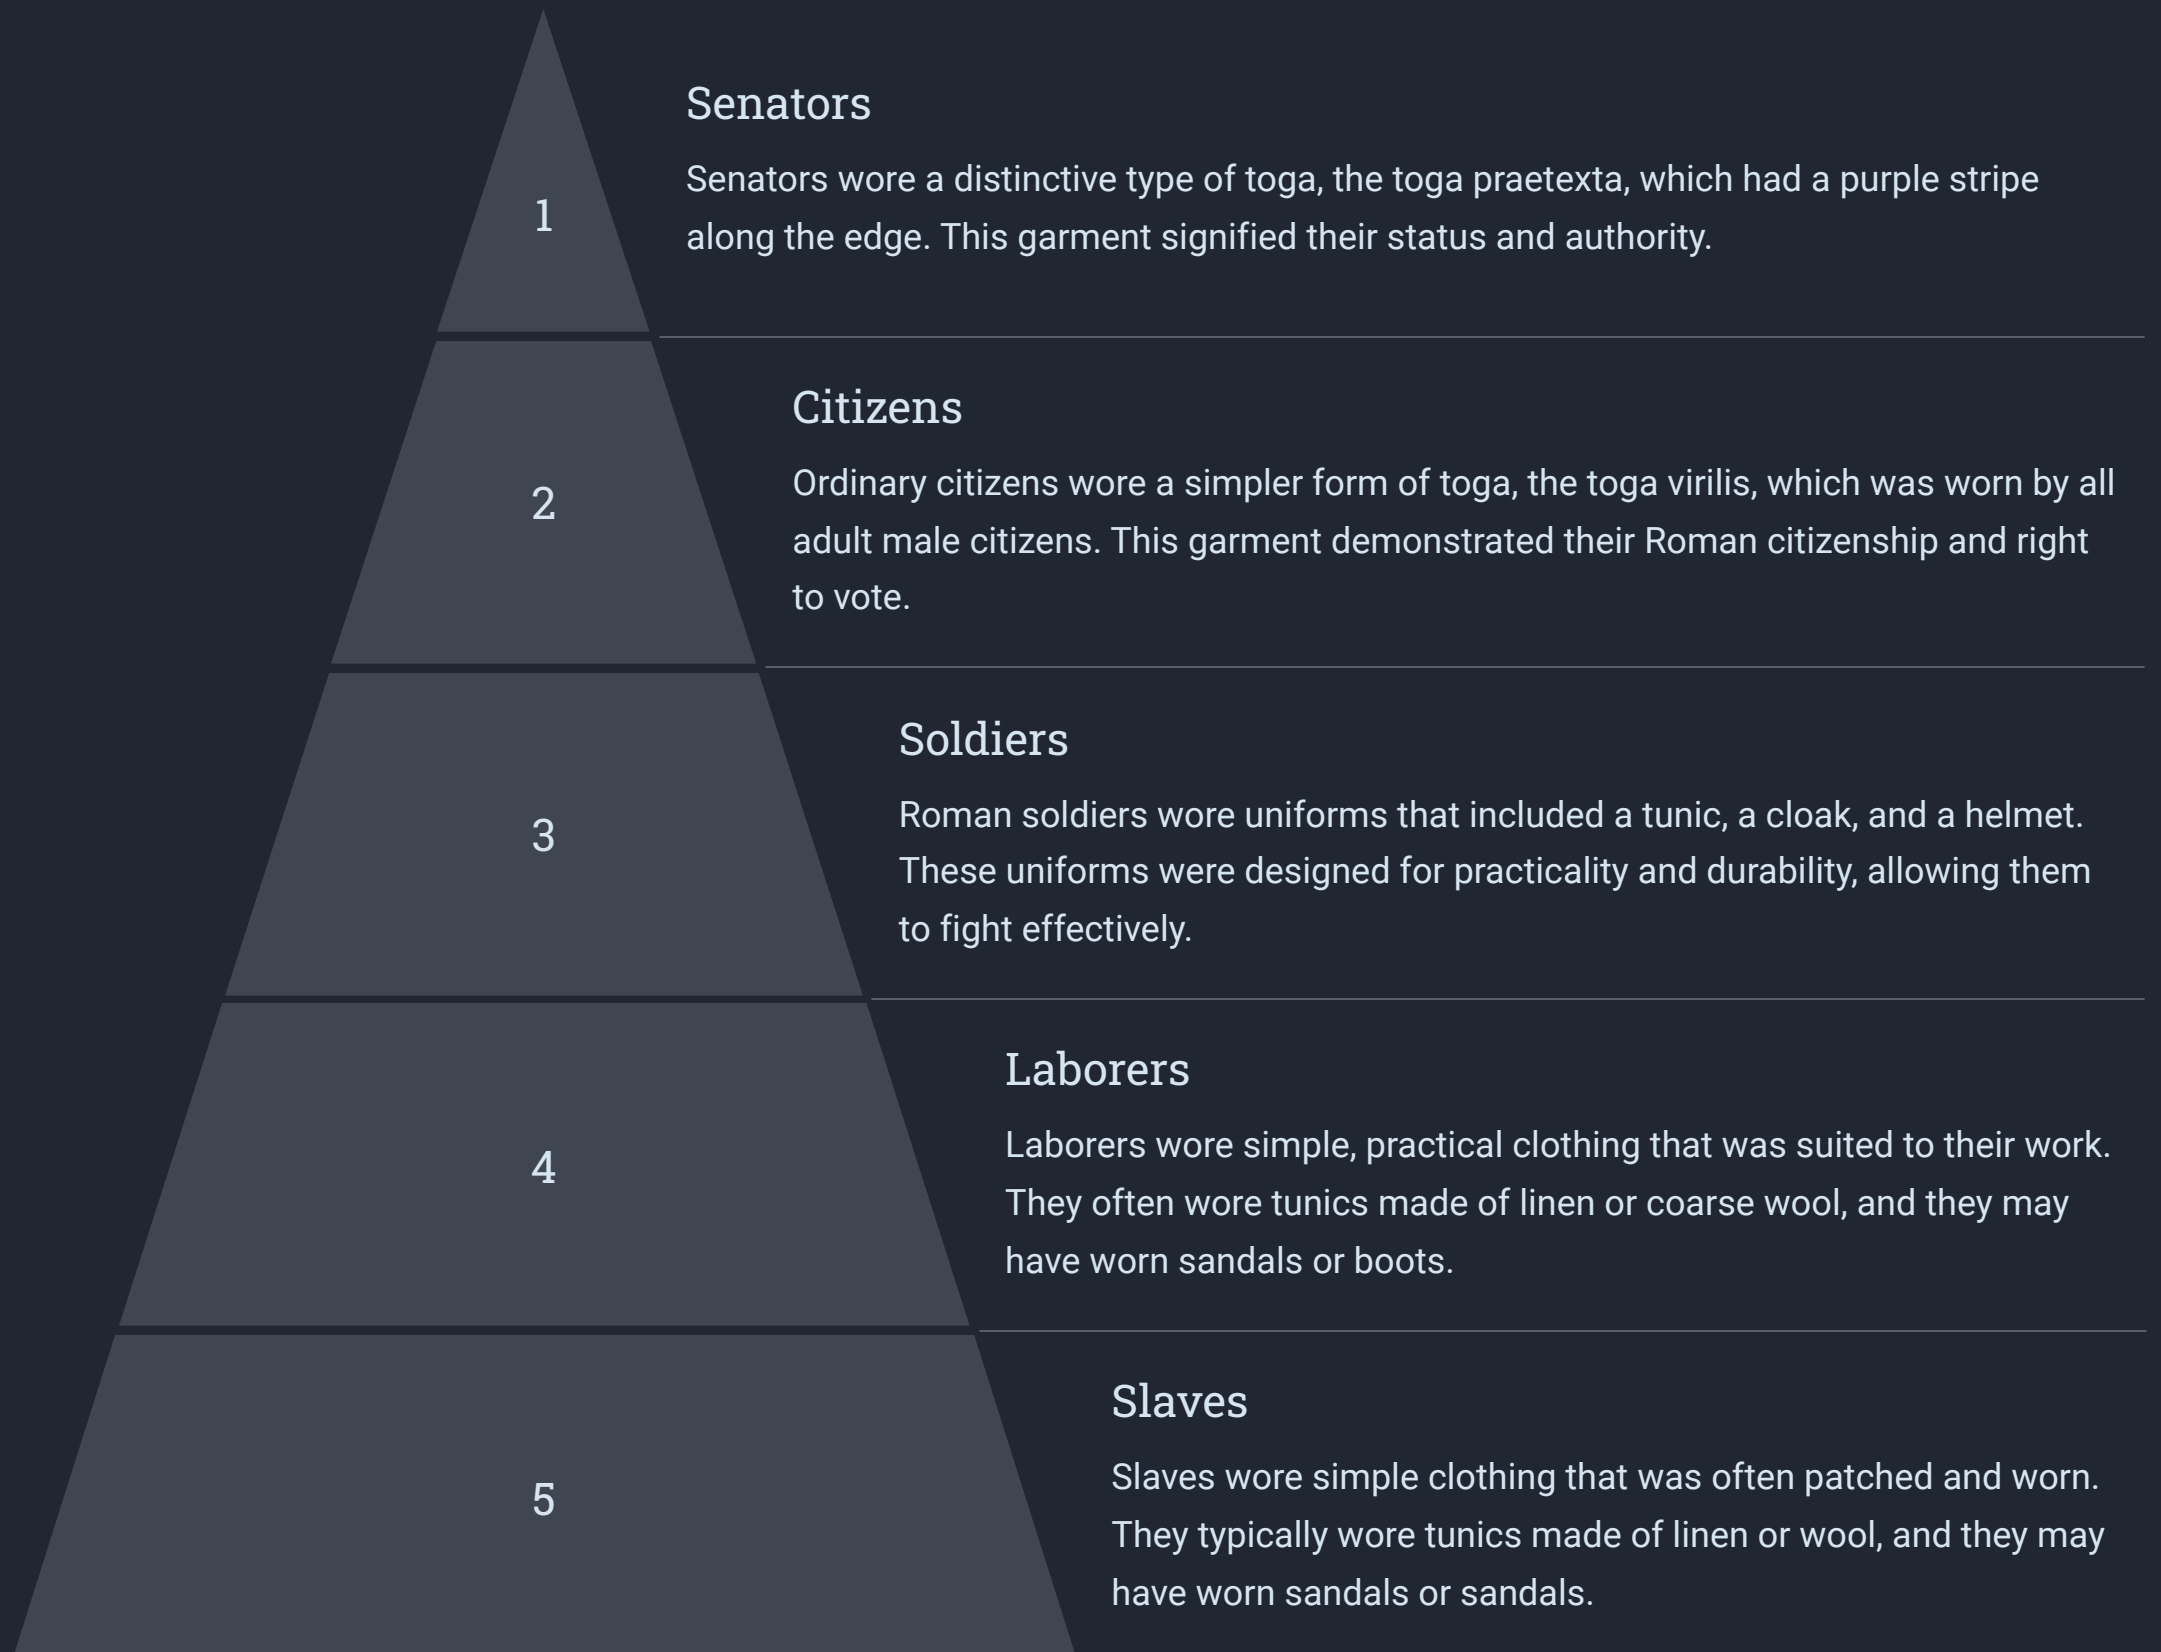 Senators
Senators wore a distinctive type of toga, the toga praetexta, which had a purple stripe
along the edge. This garment signified their status and authority.
1
Citizens
Ordinary citizens wore a simpler form of toga, the toga virilis, which was worn by all
adult male citizens. This garment demonstrated their Roman citizenship and right
to vote.
2
Soldiers
Roman soldiers wore uniforms that included a tunic, a cloak, and a helmet.
These uniforms were designed for practicality and durability, allowing them
to fight effectively.
3
Laborers
Laborers wore simple, practical clothing that was suited to their work.
They often wore tunics made of linen or coarse wool, and they may
have worn sandals or boots.
4
Slaves
Slaves wore simple clothing that was often patched and worn.
They typically wore tunics made of linen or wool, and they may
have worn sandals or sandals.
5